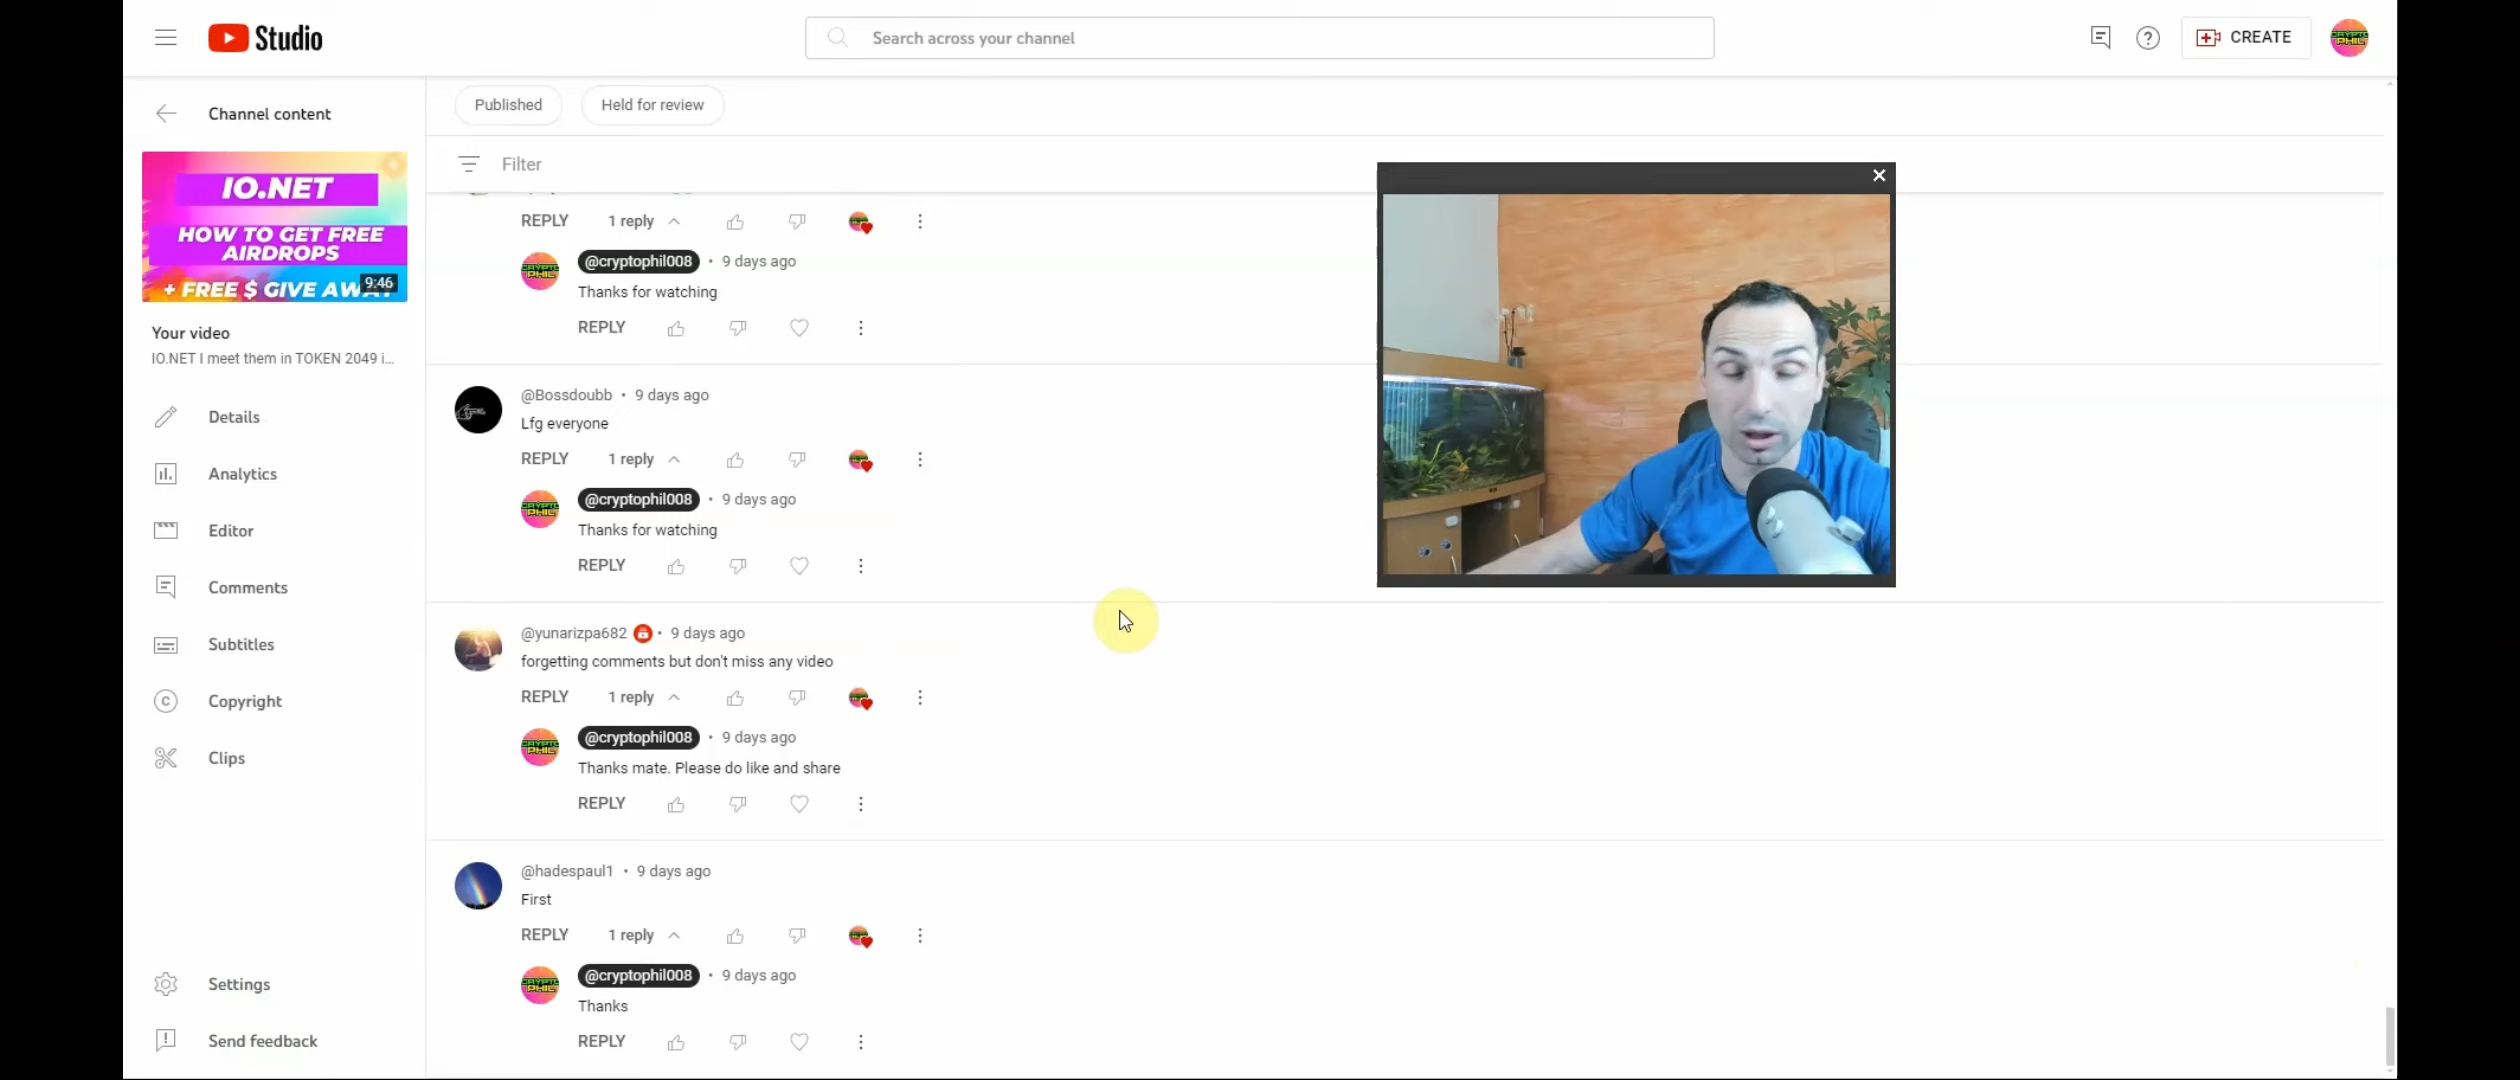 Studio
Search across your channel
CREATE
Channel content
IO.NET
HOW TO GET FREE
AIRDROPS
+ FREE $ GIVE AWAY
9:46
Your video
IO.NET I meet them in TOKEN 2049 i...
Details
Analytics
Editor
Comments
Subtitles
Copyright
Clips
Settings
Send feedback
Published
Held for review
Filter
REPLY 1 reply
@cryptophil008 • 9 days ago
Thanks for watching
REPLY
@Bossdoubb • 9 days ago
Lfg everyone
REPLY 1 reply
@cryptophil008 • 9 days ago
Thanks for watching
REPLY
@yunarizpa682 • 9 days ago
forgetting comments but don't miss any video
REPLY 1 reply
@cryptophil008 • 9 days ago
Thanks mate. Please do like and share
REPLY
@hadespaul1 • 9 days ago
First
REPLY 1 reply
@cryptophil008 • 9 days ago
Thanks
REPLY